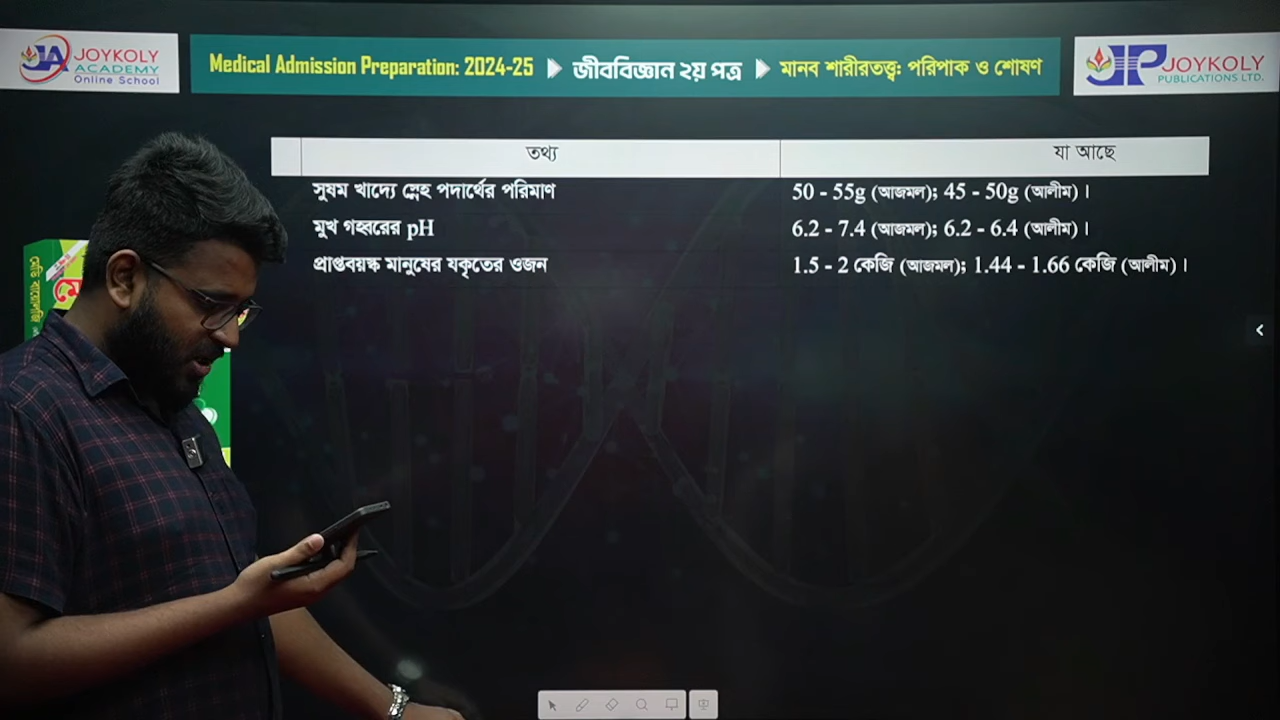 JOYKOLY
ACADEMY
Online School
Medical Admission Preparation: 2024-25 জীববিজ্ঞান ২য় পত্র মানব শারীরতত্ত্ব: পরিপাক ও শোষণ
JOYKOLY
PUBLICATIONS LTD.
তথ্য যা আছে
সুষম খাদ্যে স্নেহ পদার্থের পরিমাণ 50 - 55g (আজমল); 45 - 50g (আলীম)।
মুখ গহ্বরের pH 6.2 - 7.4 (আজমল); 6.2 - 6.4 (আলীম)।
প্রাপ্তবয়স্ক মানুষের যকৃতের ওজন 1.5 - 2 কেজি (আজমল); 1.44 - 1.66 কেজি (আলীম)।